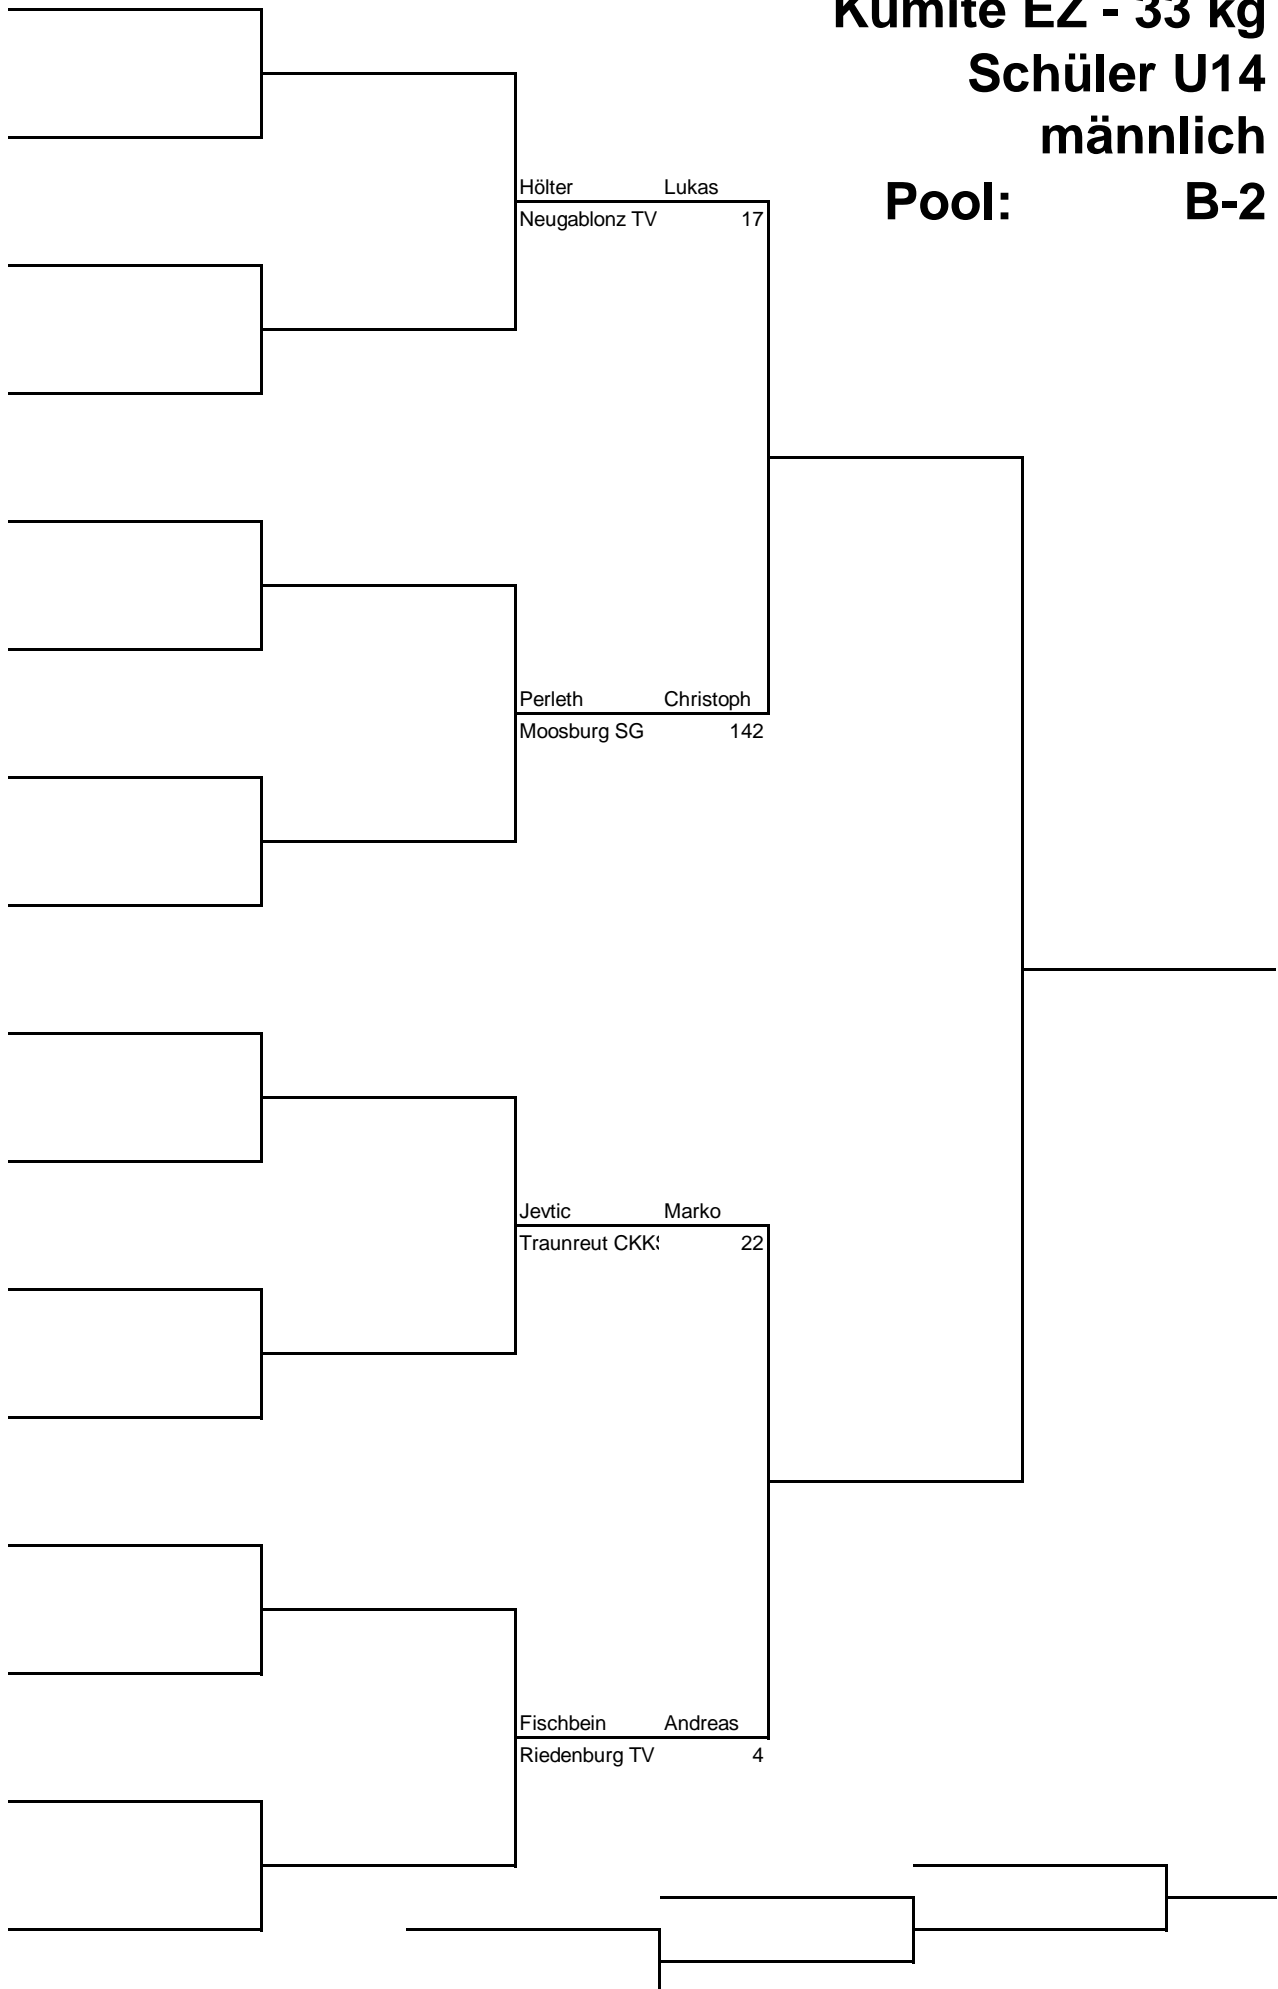 Kumite EZ - 33 kg
Schüler U14
männlich
Pool: B-2
Hölter Lukas
Neugablonz TV 17
Perleth Christoph
Moosburg SG 142
Jevtic Marko
Traunreut 22
Fischbein Andreas
Riedenburg TV 4